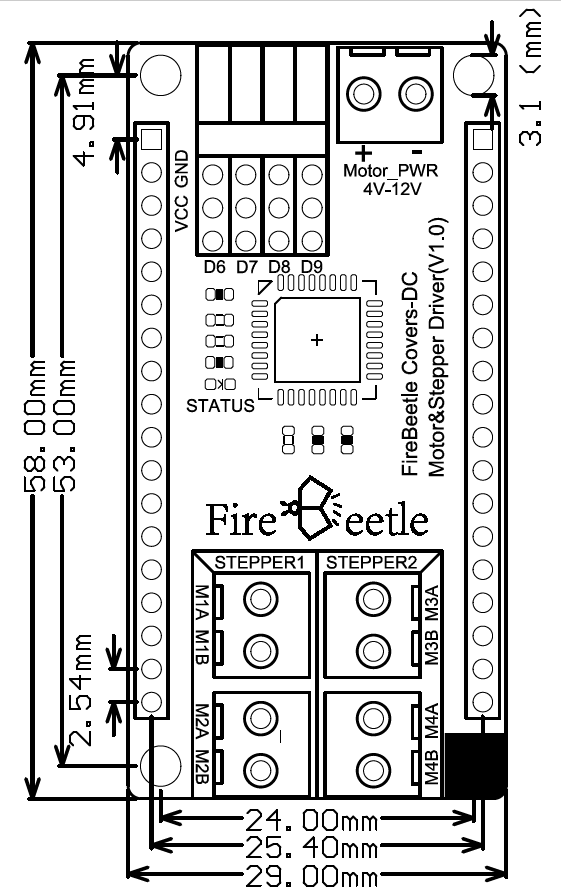 4.91mm
3.1 (mm)
+ -
Motor_PWR
4V-12V
VCC GND
D6 D7 D8 D9
STATUS
FireBeetle Covers-DC
Motor&Stepper Driver(V1.0)
58.00mm
53.00mm
Fire eetle
STEPPER1 STEPPER2
M1A
M1B
M2A
M2B
M3A
M3B
M4A
M4B
2.54mm
24.00mm
25.40mm
29.00mm